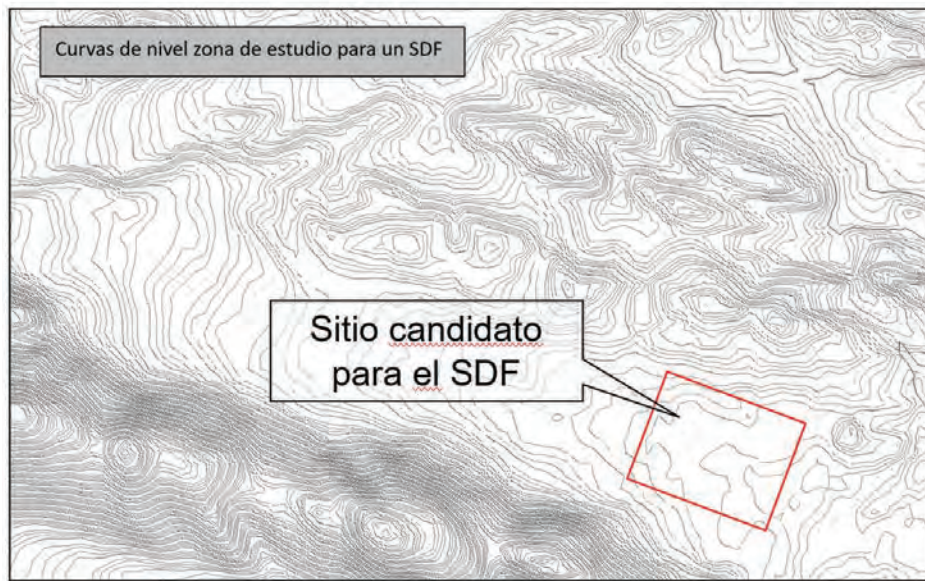 Curvas de nivel zona de estudio para un SDF
Sitio candidato
para el SDF